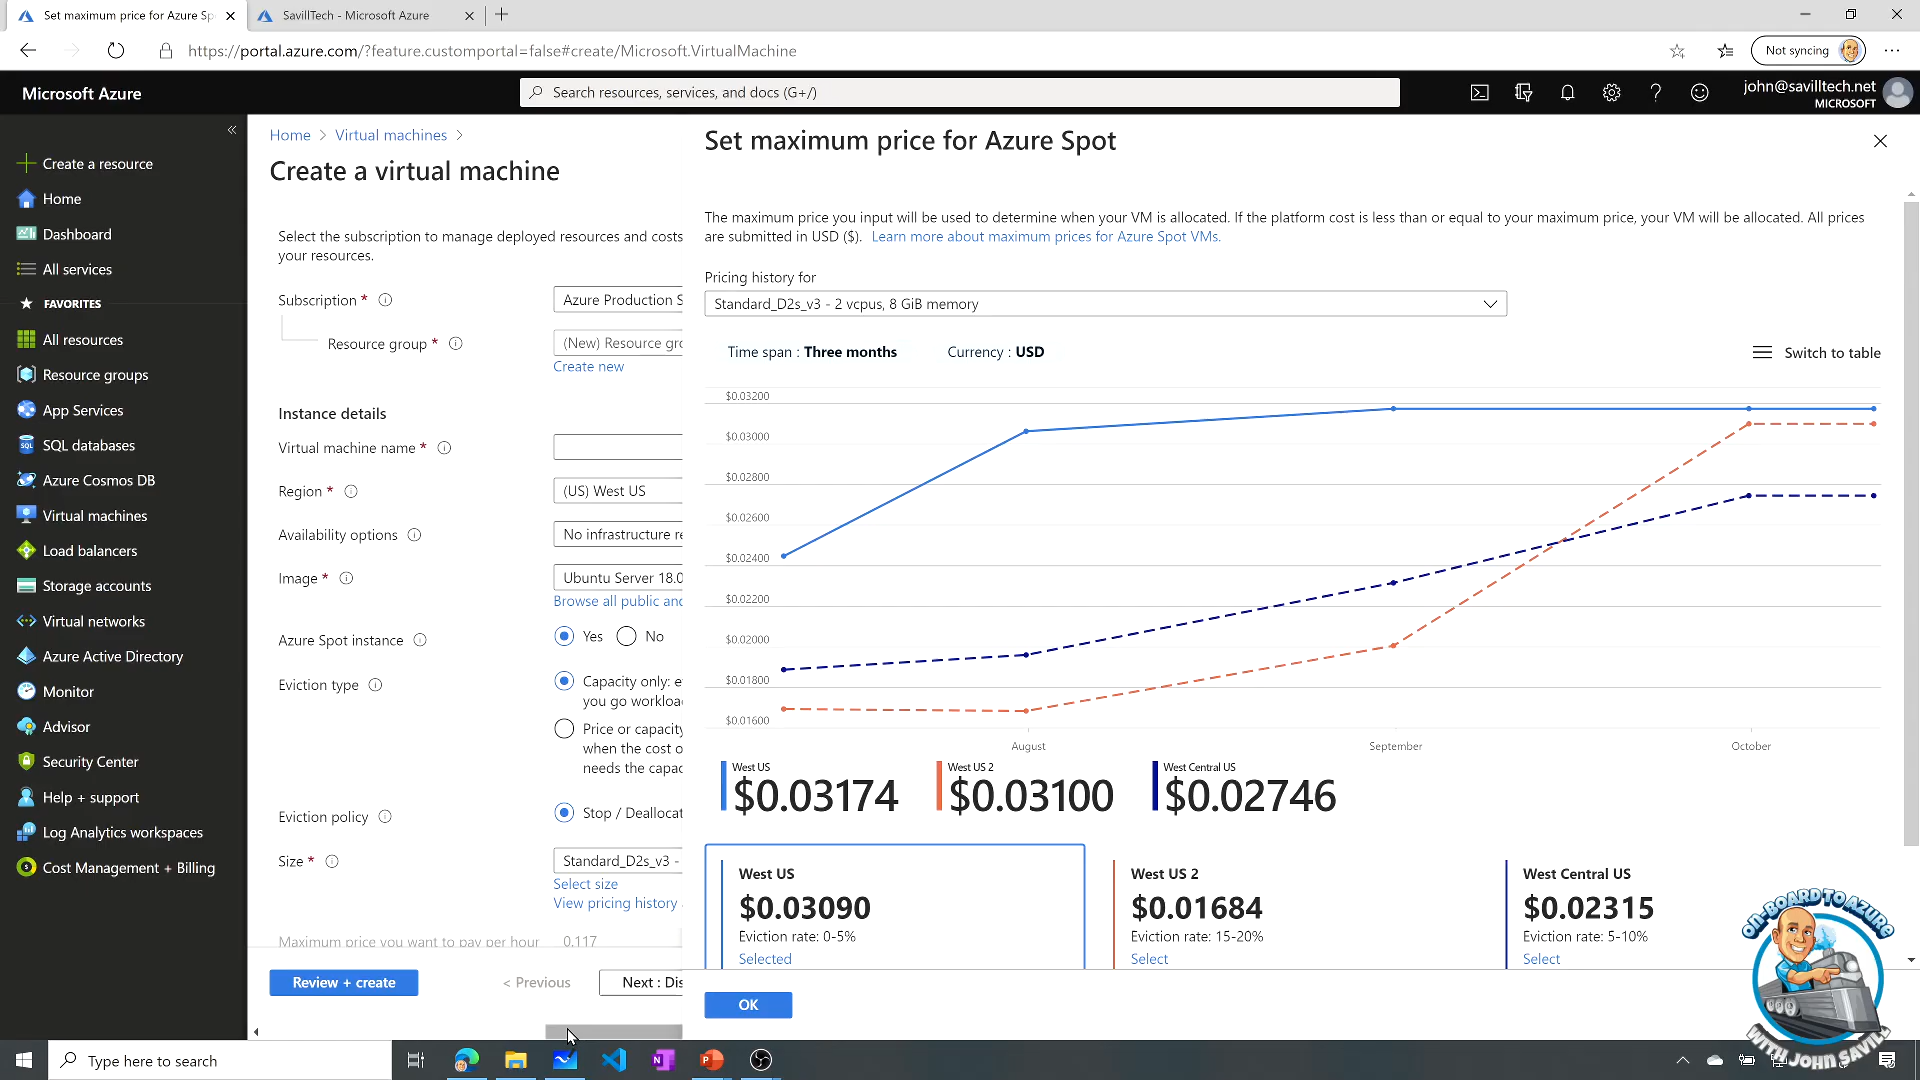 Set maximum price for Azure Sp
SavillTech - Microsoft Azure
https://portal.azure.com/?feature.customportal=false#create/Microsoft.VirtualMachine
Not syncing
Microsoft Azure
Search resources, services, and docs (G+/)
john@savilltech.net
MICROSOFT
Create a resource
Home
Dashboard
All services
FAVORITES
All resources
Resource groups
App Services
SQL databases
Azure Cosmos DB
Virtual machines
Load balancers
Storage accounts
Virtual networks
Azure Active Directory
Monitor
Advisor
Security Center
Help + support
Log Analytics workspaces
Cost Management + Billing
Home > Virtual machines >
Create a virtual machine
Select the subscription to manage deployed resources and costs
your resources.
Subscription *
Azure Production S
Resource group *
(New) Resource gr
Create new
Instance details
Virtual machine name *
Region *
(US) West US
Availability options
No infrastructure re
Image *
Ubuntu Server 18.0
Browse all public and
Azure Spot instance
Yes No
Eviction type
Capacity only: e
you go workloa
Price or capacity
when the cost o
needs the capac
Eviction policy
Stop / Deallocat
Size *
Standard_D2s_v3 -
Select size
View pricing history
Maximum price you want to pay per hour
0.117
Review + create
< Previous
Next : Dis
Set maximum price for Azure Spot
The maximum price you input will be used to determine when your VM is allocated. If the platform cost is less than or equal to your maximum price, your VM will be allocated. All prices
are submitted in USD ($). Learn more about maximum prices for Azure Spot VMs.
Pricing history for
Standard_D2s_v3 - 2 vcpus, 8 GiB memory
Time span : Three months
Currency : USD
Switch to table
$0.03200
$0.03000
$0.02800
$0.02600
$0.02400
$0.02200
$0.02000
$0.01800
$0.01600
August
September
October
West US
$0.03174
West US 2
$0.03100
West Central US
$0.02746
West US
$0.03090
Eviction rate: 0-5%
Selected
West US 2
$0.01684
Eviction rate: 15-20%
Select
West Central US
$0.02315
Eviction rate: 5-10%
Select
OK
ON-BOARD TO AZURE
WITH JOHN SAVILL
Type here to search